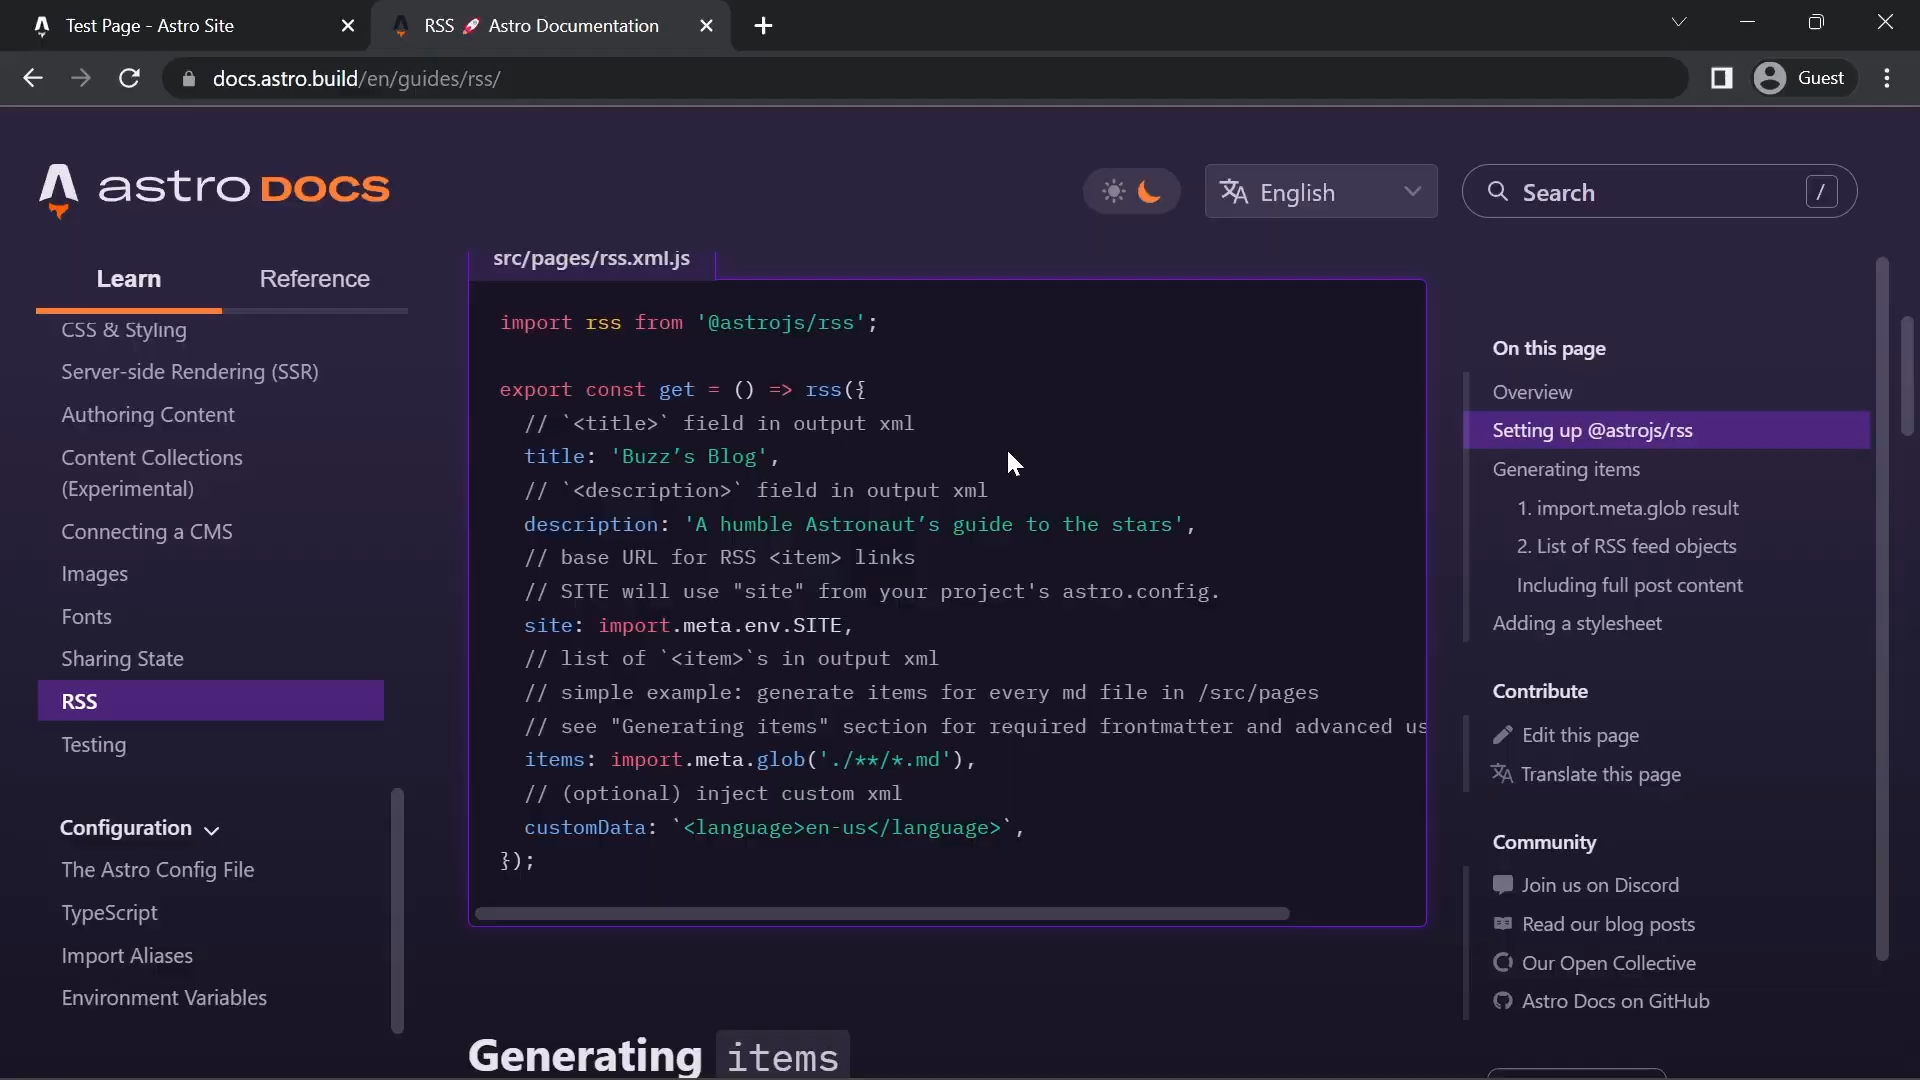 Test Page - Astro Site
RSS 🚀 Astro Documentation
docs.astro.build/en/guides/rss/
Guest
astro DOCS
English
Search
/
Learn
Reference
CSS & Styling
Server-side Rendering (SSR)
Authoring Content
Content Collections
(Experimental)
Connecting a CMS
Images
Fonts
Sharing State
RSS
Testing
Configuration
The Astro Config File
TypeScript
Import Aliases
Environment Variables
src/pages/rss.xml.js
import rss from '@astrojs/rss';
export const get = () => rss({
// `<title>` field in output xml
title: 'Buzz’s Blog',
// `<description>` field in output xml
description: 'A humble Astronaut’s guide to the stars',
// base URL for RSS <item> links
// SITE will use "site" from your project's astro.config.
site: import.meta.env.SITE,
// list of `<item>`s in output xml
// simple example: generate items for every md file in /src/pages
// see "Generating items" section for required frontmatter and advanced us
items: import.meta.glob('./**/*.md'),
// (optional) inject custom xml
customData: `<language>en-us</language>`,
});
Generating items
On this page
Overview
Setting up @astrojs/rss
Generating items
1. import.meta.glob result
2. List of RSS feed objects
Including full post content
Adding a stylesheet
Contribute
Edit this page
Translate this page
Community
Join us on Discord
Read our blog posts
Our Open Collective
Astro Docs on GitHub